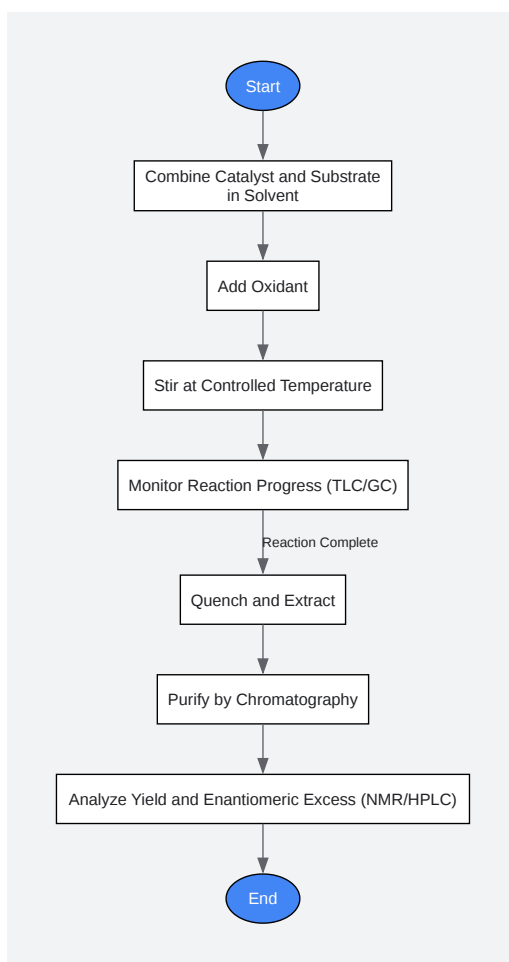 Start
Combine Catalyst and Substrate
in Solvent
Add Oxidant
Stir at Controlled Temperature
Monitor Reaction Progress (TLC/GC)
Reaction Complete
Quench and Extract
Purify by Chromatography
Analyze Yield and Enantiomeric Excess (NMR/HPLC)
End